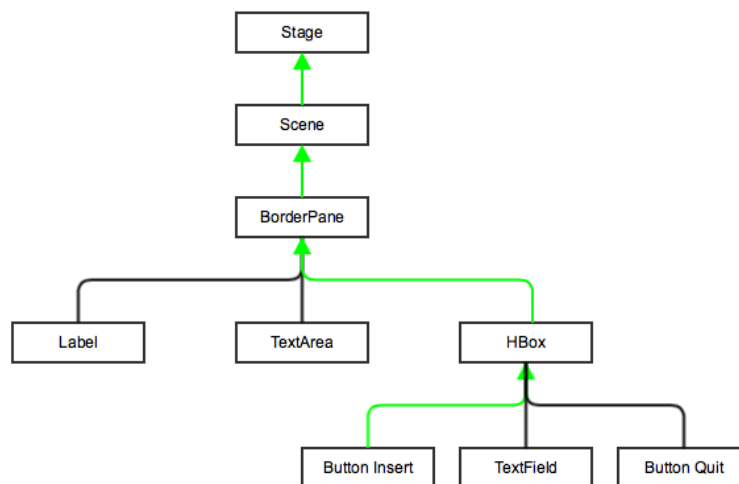 Stage
Scene
BorderPane
Label
TextArea
HBox
Button Insert
TextField
Button Quit